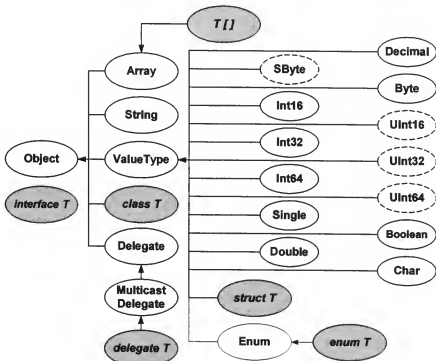 T [ ]
Decimal
SByte
Array
Byte
Int16
String
UInt16
Int32
Object
ValueType
UInt32
Int64
interface T
class T
UInt64
Single
Boolean
Delegate
Double
Char
Multicast
Delegate
struct T
delegate T
Enum
enum T